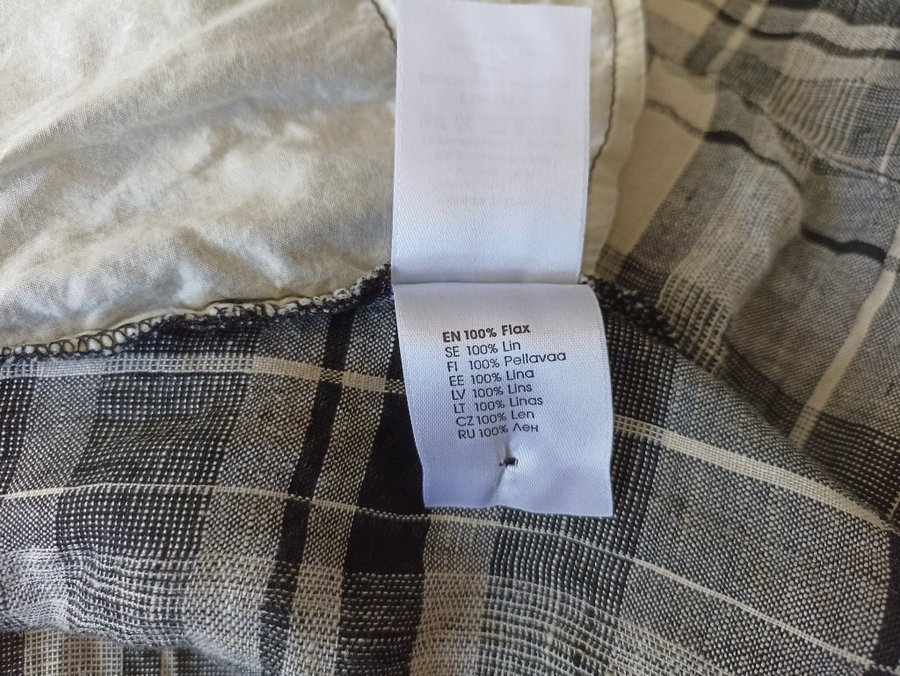 EN 100% Flax
SE 100% Lin
FI 100% Pellavaa
EE 100% Lina
LV 100% Lins
LT 100% Linas
CZ 100% Len
RU 100% Лен